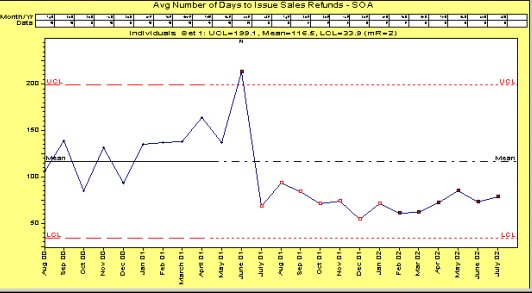 Avg Number of Days to Issue Sales Refunds - SOA
Month/Yr
Data
Individuals Set 1: UCL=199.1, Mean=116.5, LCL=33.9 (mR=2)
N
200
150
100
50
UCL
UCL
Mean
Mean
LCL
LCL
Aug 00
Sep 00
Oct 00
Nov 00
Dec 00
Jan 01
Feb 01
March 01
April 01
May 01
June 01
July 01
Aug 01
Sep 01
Oct 01
Nov 01
Dec 01
Jan 02
Feb 02
Mar 02
Apr 02
May 02
June 02
July 02